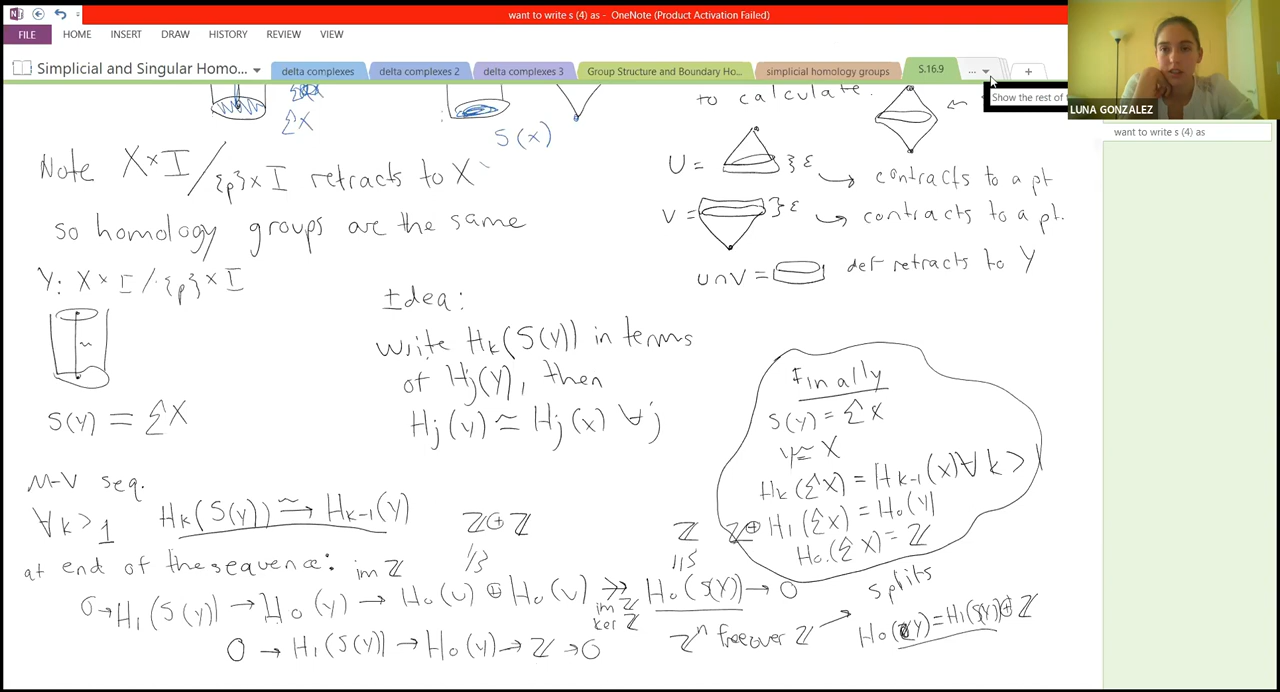 want to write s (4) as - OneNote (Product Activation Failed)
FILE HOME INSERT DRAW HISTORY REVIEW VIEW
Simplicial and Singular Homo... delta complexes delta complexes 2 delta complexes 3 Group Structure and Boundary Ho... simplicial homology groups S.16.9 ...
Show the rest of
LUNA GONZALEZ
want to write s (4) as
ΣX
S(X)
to calculate.
Note X×I/{p}×I retracts to X
so homology groups are the same
Y: X×I/{p}×I
S(Y) = ΣX
U = }ε ↪ contracts to a pt
V = }ε ↪ contracts to a pt.
U∩V = def retracts to Y
Idea:
Write Hk(S(Y)) in terms
of Hj(Y), then
Hj(Y) ≃ Hj(X) ∀j
Finally
S(Y) = ΣX
Y ≃ X
Hk(ΣX) = Hk-1(X) ∀k > 1
ℤ⊕ H1(ΣX) = H0(Y)
H0(ΣX) = ℤ
M-V seq.
∀k>1 Hk(S(Y)) ≃→ Hk-1(Y)
ℤ⊕ℤ ℤ
at end of the sequence: im ℤ
0 → H1(S(Y)) → H0(Y) → H0(U) ⊕ H0(V) ↠ H0(S(Y)) → 0
im ℤ
ker ℤ
0 → H1(S(Y)) → H0(Y) → ℤ → 0
ℤⁿ free over ℤ → splits
H0(Y) = H1(S(Y)) ⊕ ℤ